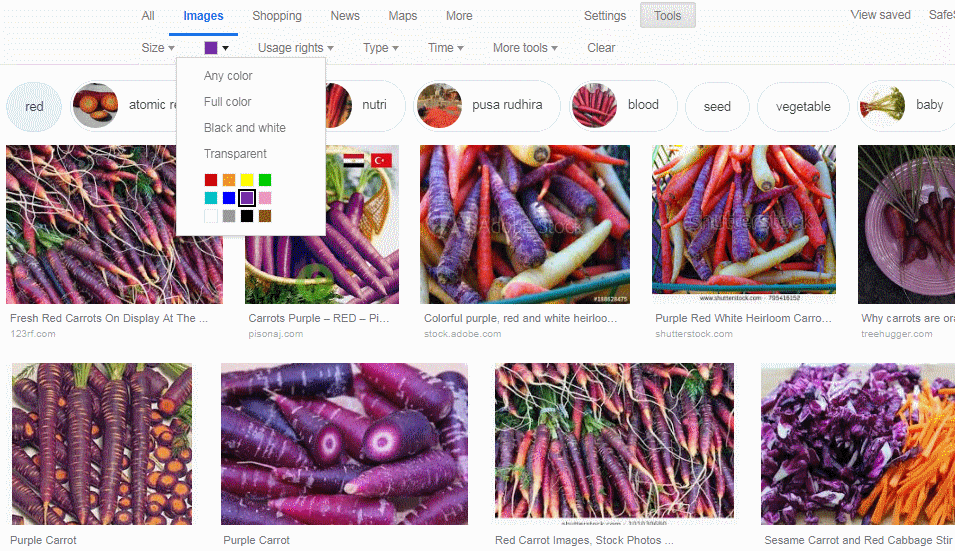 All Images Shopping News Maps More Settings Tools View saved SafeS
Size Usage rights Type Time More tools Clear
Any color
Full color
Black and white
Transparent
red atomic re nutri pusa rudhira blood seed vegetable baby
Adobe Stock
shutterstock
#188628475
www.shutterstock.com · 795416152
Fresh Red Carrots On Display At The ... Carrots Purple – RED – Pi... Colorful purple, red and white heirloo... Purple Red White Heirloom Carro... Why carrots are ora
123rf.com pisonaj.com stock.adobe.com shutterstock.com treehugger.com
Purple Carrot Purple Carrot Red Carrot Images, Stock Photos ... Sesame Carrot and Red Cabbage Stir